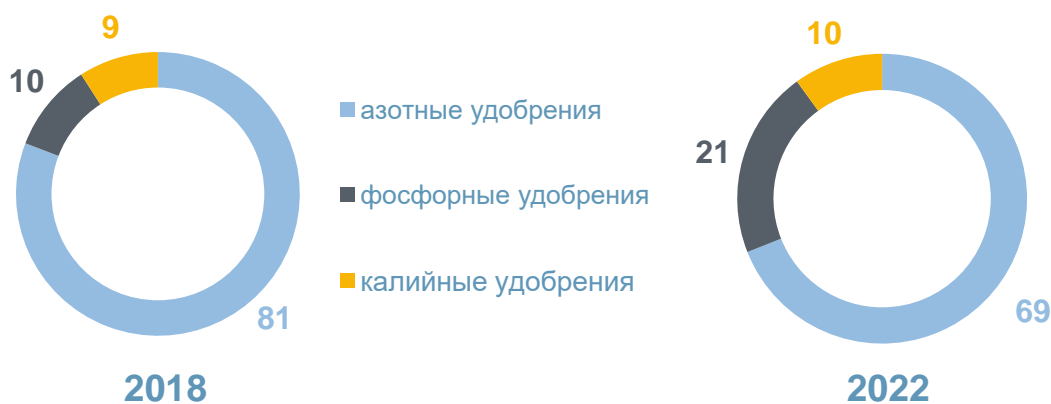 9
10
81
2018
азотные удобрения
фосфорные удобрения
калийные удобрения
10
21
69
2022